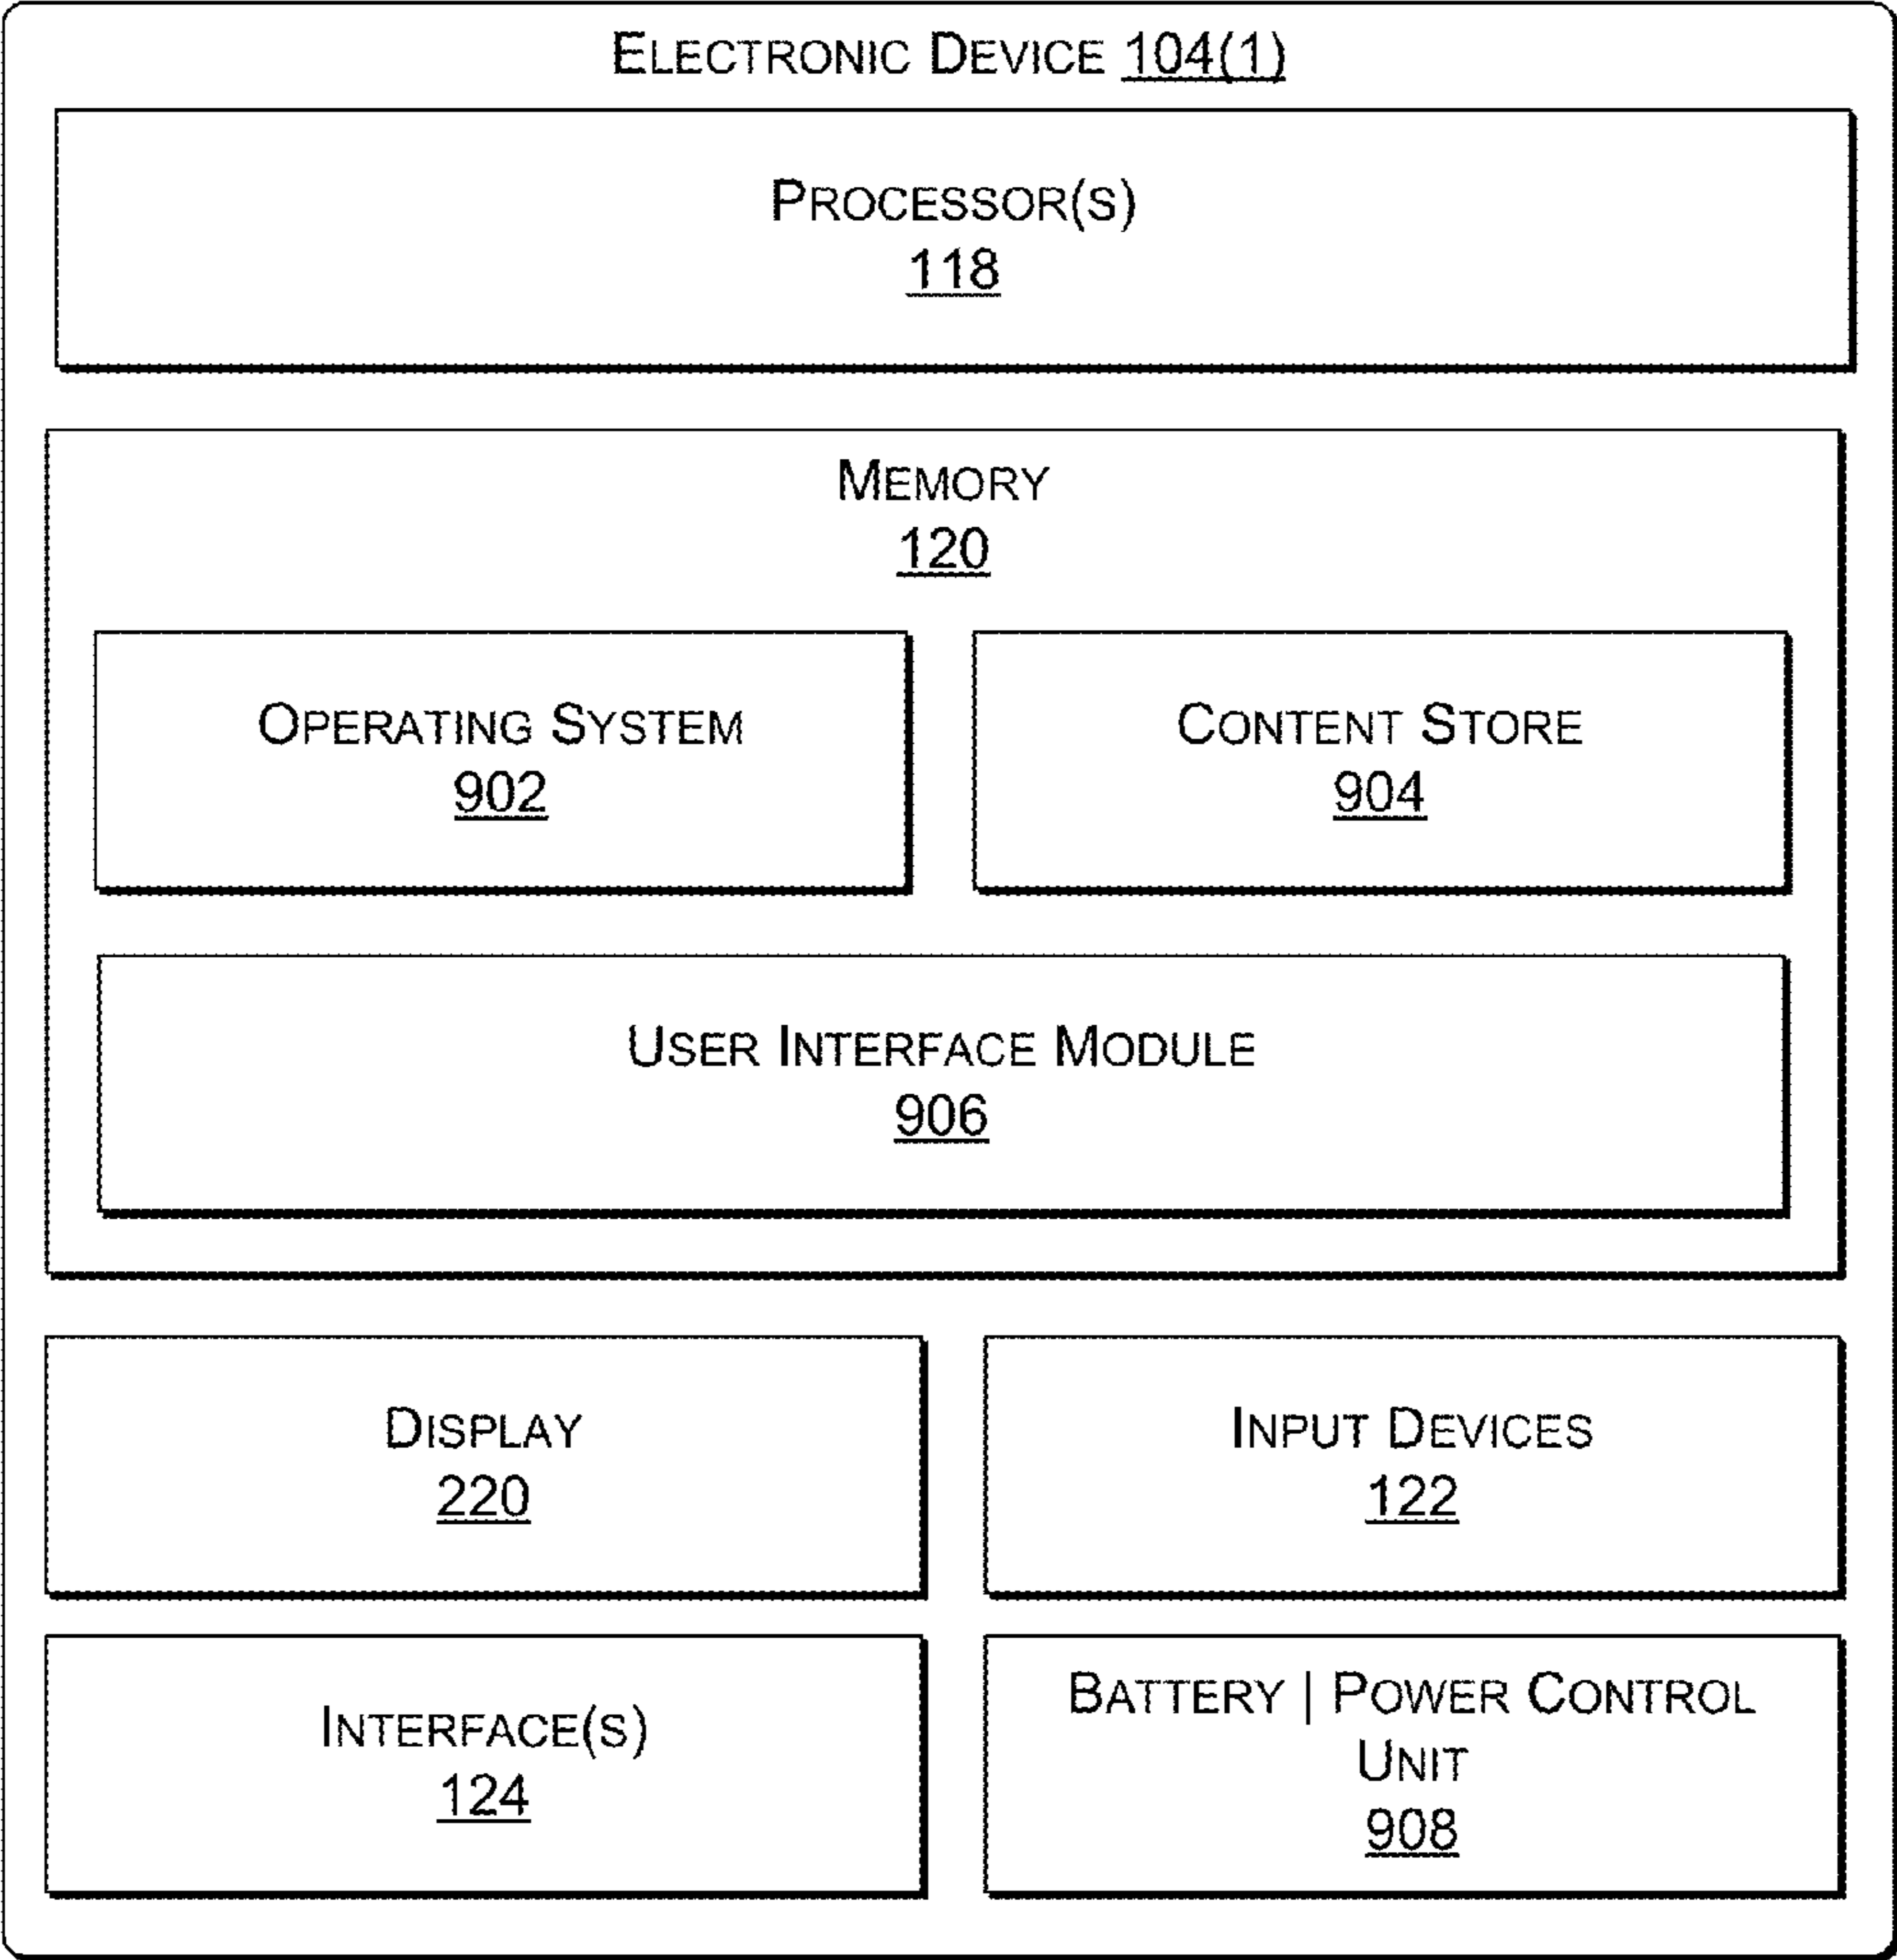 ELECTRONIC DEVICE 104(1)
PROCESSOR(S)
118
MEMORY
120
OPERATING SYSTEM
902
CONTENT STORE
904
USER INTERFACE MODULE
906
DISPLAY
220
INPUT DEVICES
122
INTERFACE(S)
124
BATTERY | POWER CONTROL
UNIT
908